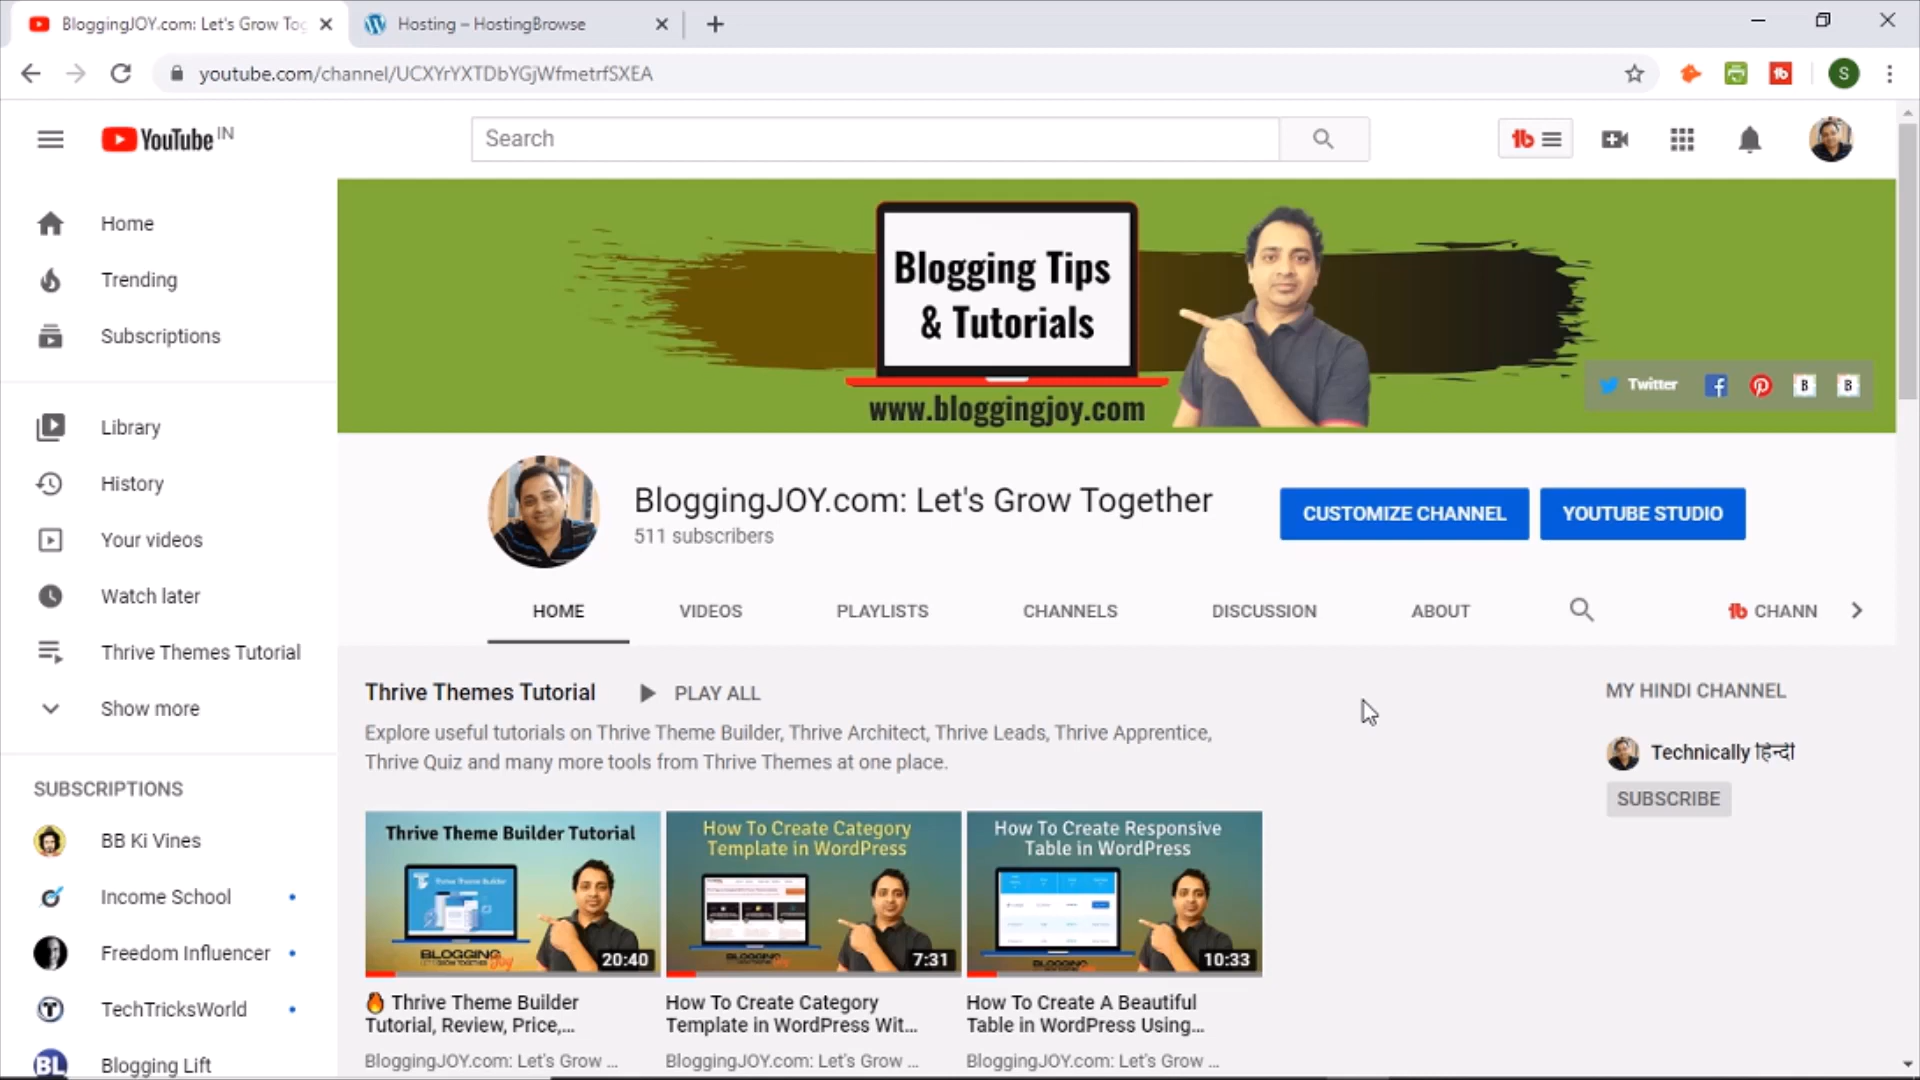 BloggingJOY.com: Let's Grow Tog
Hosting – HostingBrowse
youtube.com/channel/UCXYrYXTDbYGjWfmetrfSXEA
S
YouTube IN
Search
Home
Trending
Subscriptions
Library
History
Your videos
Watch later
Thrive Themes Tutorial
Show more
SUBSCRIPTIONS
BB Ki Vines
Income School
Freedom Influencer
TechTricksWorld
BL
Blogging Lift
Blogging Tips
& Tutorials
www.bloggingjoy.com
Twitter
B
B
BloggingJOY.com: Let's Grow Together
511 subscribers
CUSTOMIZE CHANNEL
YOUTUBE STUDIO
HOME
VIDEOS
PLAYLISTS
CHANNELS
DISCUSSION
ABOUT
CHANN
Thrive Themes Tutorial
PLAY ALL
Explore useful tutorials on Thrive Theme Builder, Thrive Architect, Thrive Leads, Thrive Apprentice,
Thrive Quiz and many more tools from Thrive Themes at one place.
MY HINDI CHANNEL
Technically हिन्दी
SUBSCRIBE
Thrive Theme Builder Tutorial
Thrive Theme Builder
BLOGGING
Joy
20:40
How To Create Category
Template in WordPress
BLOGGING
7:31
How To Create Responsive
Table in WordPress
BLOGGING
10:33
Thrive Theme Builder
Tutorial, Review, Price,...
BloggingJOY.com: Let's Grow ...
How To Create Category
Template in WordPress Wit...
BloggingJOY.com: Let's Grow ...
How To Create A Beautiful
Table in WordPress Using...
BloggingJOY.com: Let's Grow ...